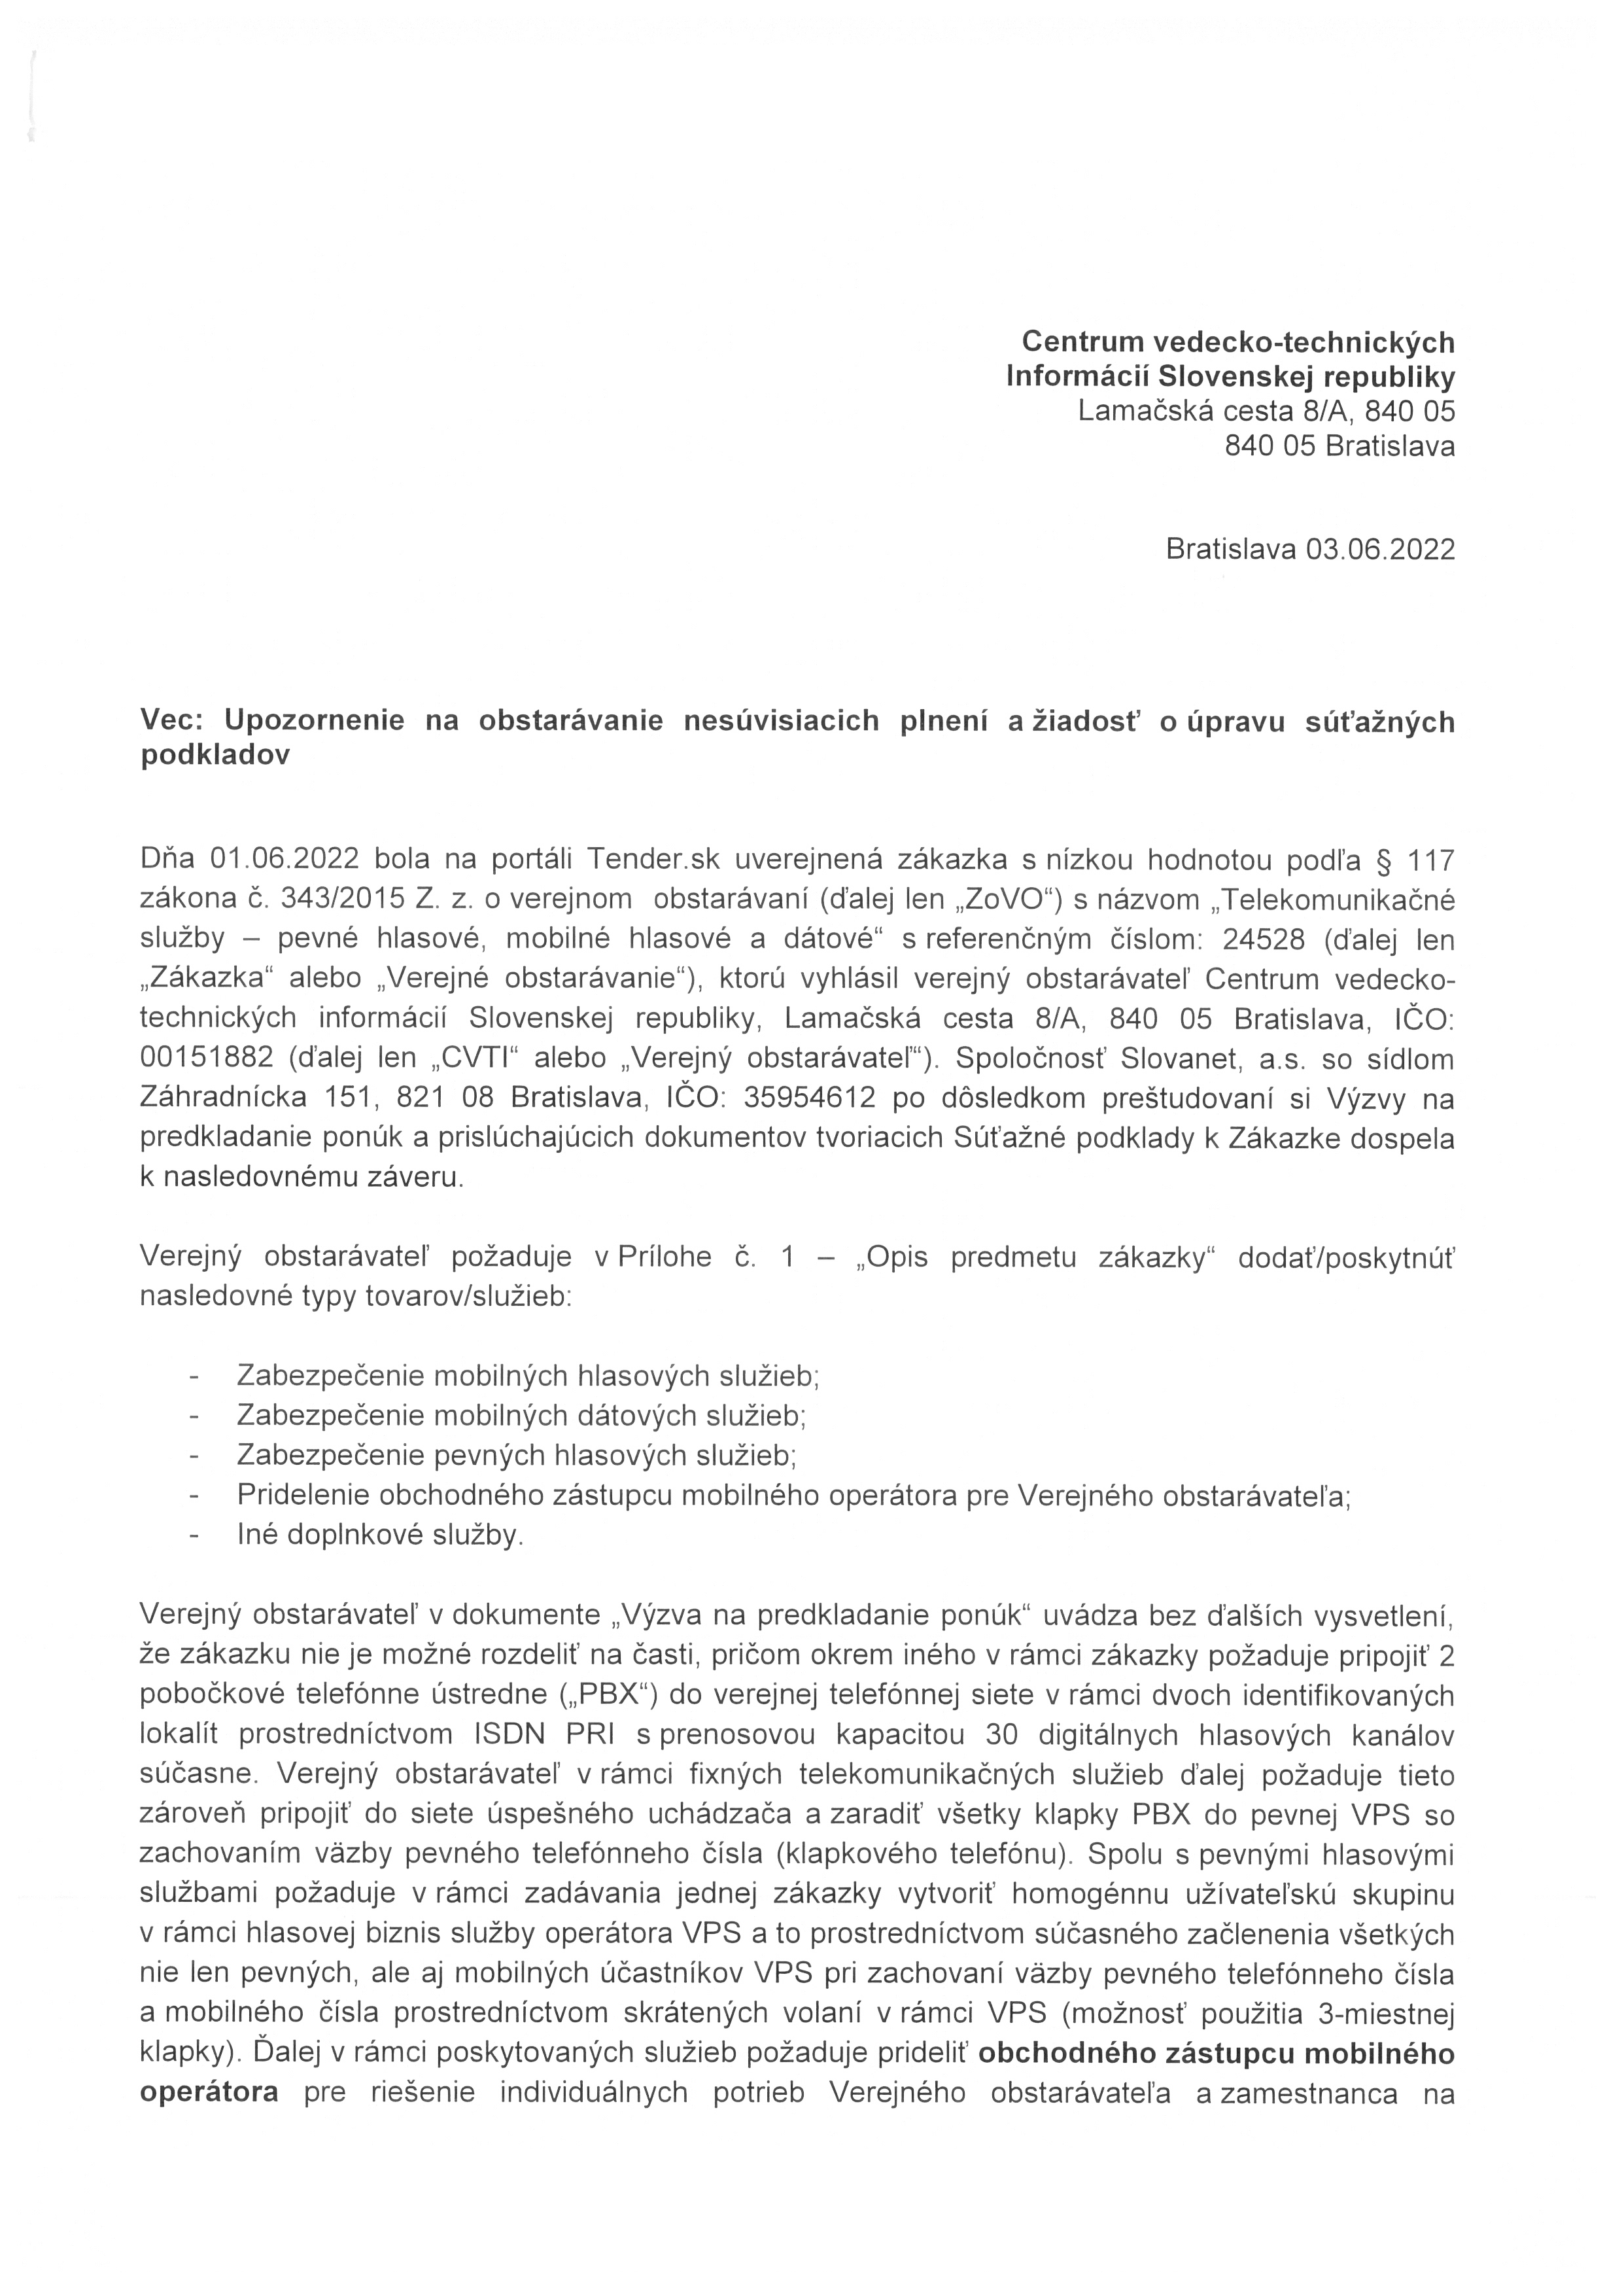 Centrum vedecko-technických
Informácií Slovenskej republiky
Lamačská cesta 8/A, 840 05
840 05 Bratislava
Bratislava 03.06.2022
Vec: Upozornenie na obstarávanie nesúvisiacich plnení a žiadosť o úpravu súťažných
podkladov
Dňa 01.06.2022 bola na portáli Tender.sk uverejnená zákazka s nízkou hodnotou podľa § 117
zákona č. 343/2015 Z. z. o verejnom obstarávaní (ďalej len „ZoVO“) s názvom „Telekomunikačné
služby – pevné hlasové, mobilné hlasové a dátové“ s referenčným číslom: 24528 (ďalej len
„Zákazka“ alebo „Verejné obstarávanie“), ktorú vyhlásil verejný obstarávateľ Centrum vedecko-
technických informácií Slovenskej republiky, Lamačská cesta 8/A, 840 05 Bratislava, IČO:
00151882 (ďalej len „CVTI“ alebo „Verejný obstarávateľ“). Spoločnosť Slovanet, a.s. so sídlom
Záhradnícka 151, 821 08 Bratislava, IČO: 35954612 po dôsledkom preštudovaní si Výzvy na
predkladanie ponúk a prislúchajúcich dokumentov tvoriacich Súťažné podklady k Zákazke dospela
k nasledovnému záveru.
Verejný obstarávateľ požaduje v Prílohe č. 1 – „Opis predmetu zákazky“ dodať/poskytnúť
nasledovné typy tovarov/služieb:
- Zabezpečenie mobilných hlasových služieb;
- Zabezpečenie mobilných dátových služieb;
- Zabezpečenie pevných hlasových služieb;
- Pridelenie obchodného zástupcu mobilného operátora pre Verejného obstarávateľa;
- Iné doplnkové služby.
Verejný obstarávateľ v dokumente „Výzva na predkladanie ponúk“ uvádza bez ďalších vysvetlení,
že zákazku nie je možné rozdeliť na časti, pričom okrem iného v rámci zákazky požaduje pripojiť 2
pobočkové telefónne ústredne („PBX“) do verejnej telefónnej siete v rámci dvoch identifikovaných
lokalít prostredníctvom ISDN PRI s prenosovou kapacitou 30 digitálnych hlasových kanálov
súčasne. Verejný obstarávateľ v rámci fixných telekomunikačných služieb ďalej požaduje tieto
zároveň pripojiť do siete úspešného uchádzača a zaradiť všetky klapky PBX do pevnej VPS so
zachovaním väzby pevného telefónneho čísla (klapkového telefónu). Spolu s pevnými hlasovými
službami požaduje v rámci zadávania jednej zákazky vytvoriť homogénnu užívateľskú skupinu
v rámci hlasovej biznis služby operátora VPS a to prostredníctvom súčasného začlenenia všetkých
nie len pevných, ale aj mobilných účastníkov VPS pri zachovaní väzby pevného telefónneho čísla
a mobilného čísla prostredníctvom skrátených volaní v rámci VPS (možnosť použitia 3-miestnej
klapky). Ďalej v rámci poskytovaných služieb požaduje prideliť obchodného zástupcu mobilného
operátora pre riešenie individuálnych potrieb Verejného obstarávateľa a zamestnanca na